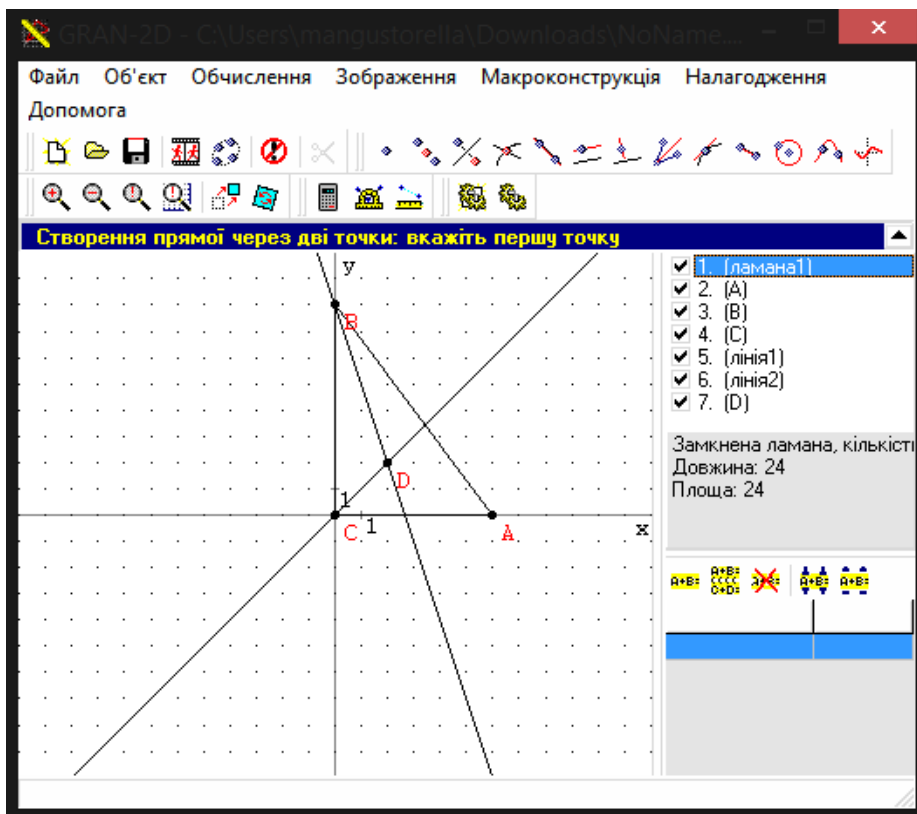 GRAN-2D - C:\Users\mangustorella\Downloads\NoName....
Файл Об'єкт Обчислення Зображення Макроконструкція Налагодження
Допомога
Створення прямої через дві точки: вкажіть першу точку
y
B
D
1
C 1 A x
1. (ламана1)
2. (A)
3. (B)
4. (C)
5. (лінія1)
6. (лінія2)
7. (D)
Замкнена ламана, кількісті
Довжина: 24
Площа: 24
A+B= A+B= C+D= A+B= A+B= A+B=